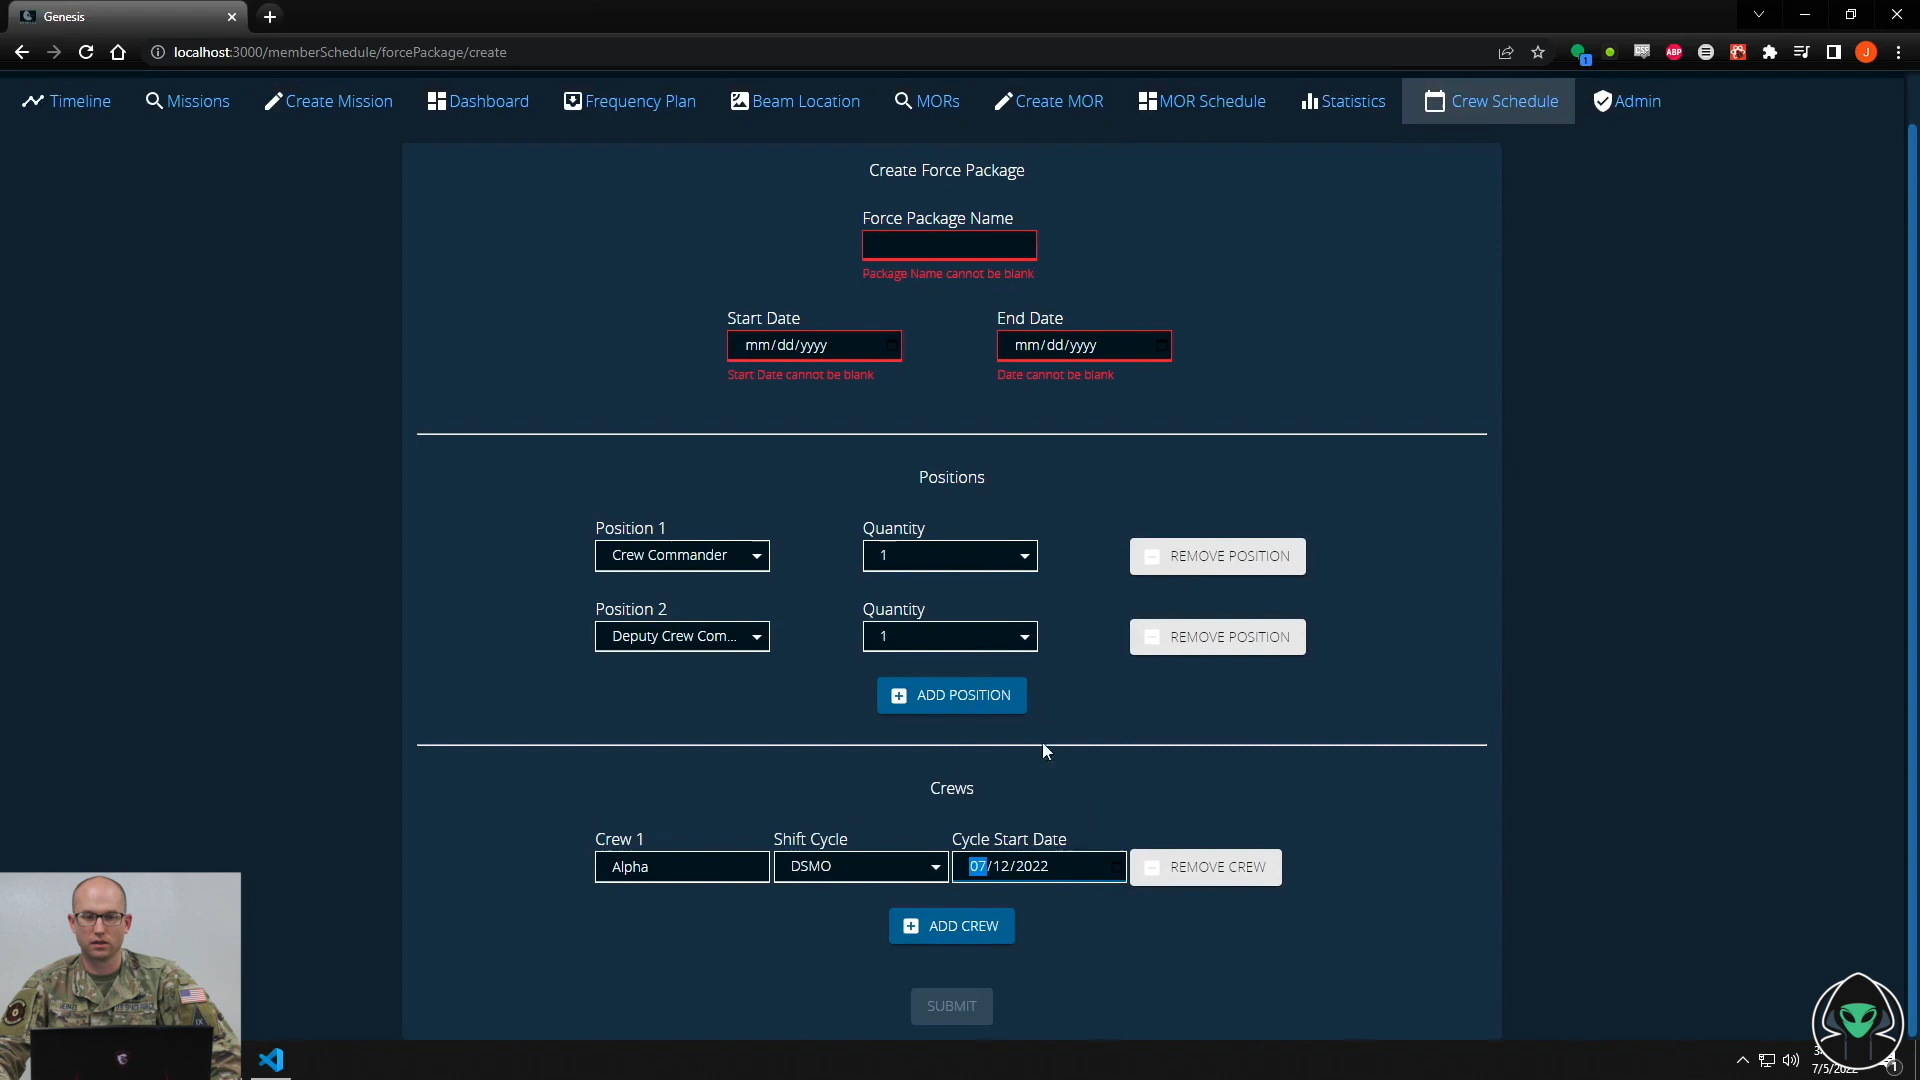 Genesis
localhost:3000/memberSchedule/forcePackage/create
Timeline Missions Create Mission Dashboard Frequency Plan Beam Location MORs Create MOR MOR Schedule Statistics Crew Schedule Admin
Create Force Package
Force Package Name
Package Name cannot be blank
Start Date End Date
mm/dd/yyyy mm/dd/yyyy
Start Date cannot be blank Date cannot be blank
Positions
Position 1 Quantity
Crew Commander 1 REMOVE POSITION
Position 2 Quantity
Deputy Crew Com... 1 REMOVE POSITION
ADD POSITION
Crews
Crew 1 Shift Cycle Cycle Start Date
Alpha DSMO 07/12/2022 REMOVE CREW
ADD CREW
SUBMIT